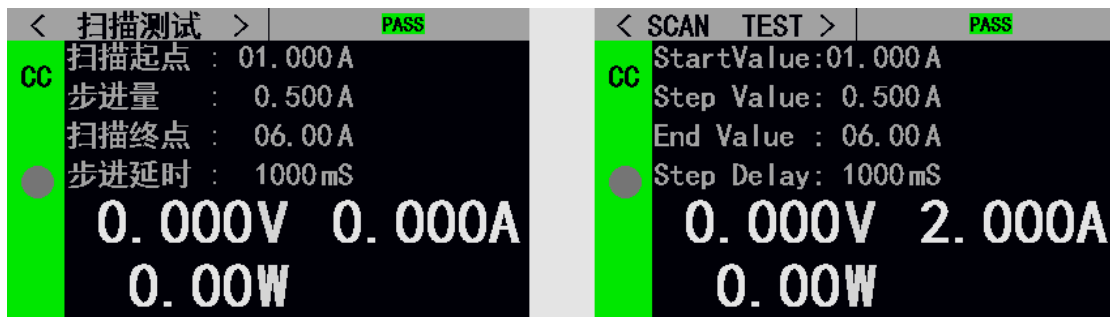 < 扫描测试 > PASS
CC
扫描起点 : 01.000A
步进量 : 0.500A
扫描终点 : 06.00A
步进延时 : 1000mS
0.000V 0.000A
0.00W
< SCAN TEST > PASS
CC
StartValue:01.000A
Step Value: 0.500A
End Value : 06.00A
Step Delay: 1000mS
0.000V 2.000A
0.00W